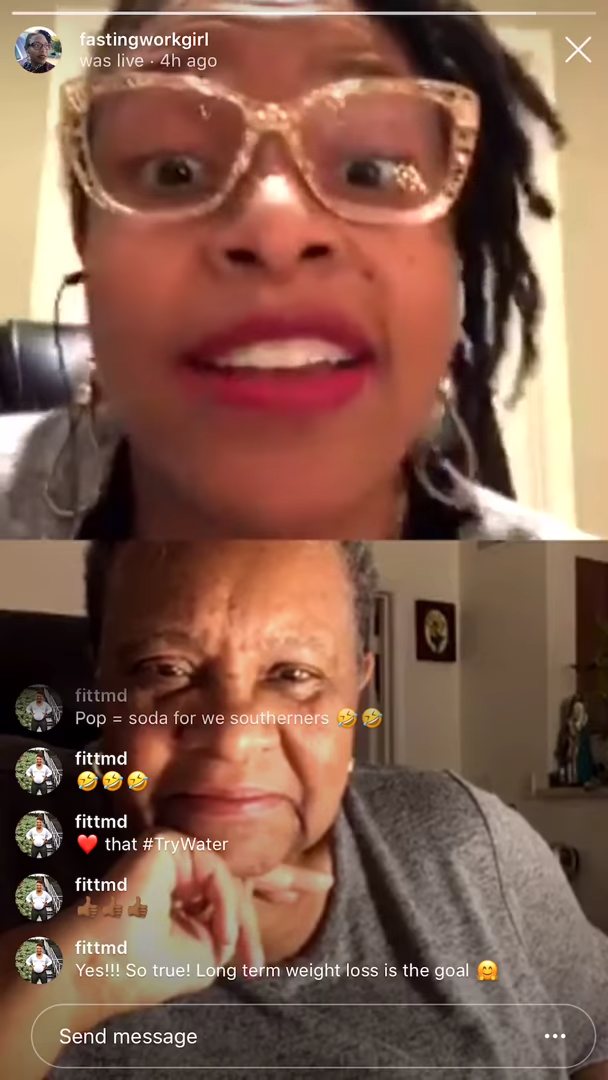 fastingworkgirl
was live · 4h ago
fittmd
Pop = soda for we southerners 🤣🤣
fittmd
🤣🤣🤣
fittmd
❤️ that #TryWater
fittmd
👍🏾👍🏾👍🏾
fittmd
Yes!!! So true! Long term weight loss is the goal 🤗
Send message